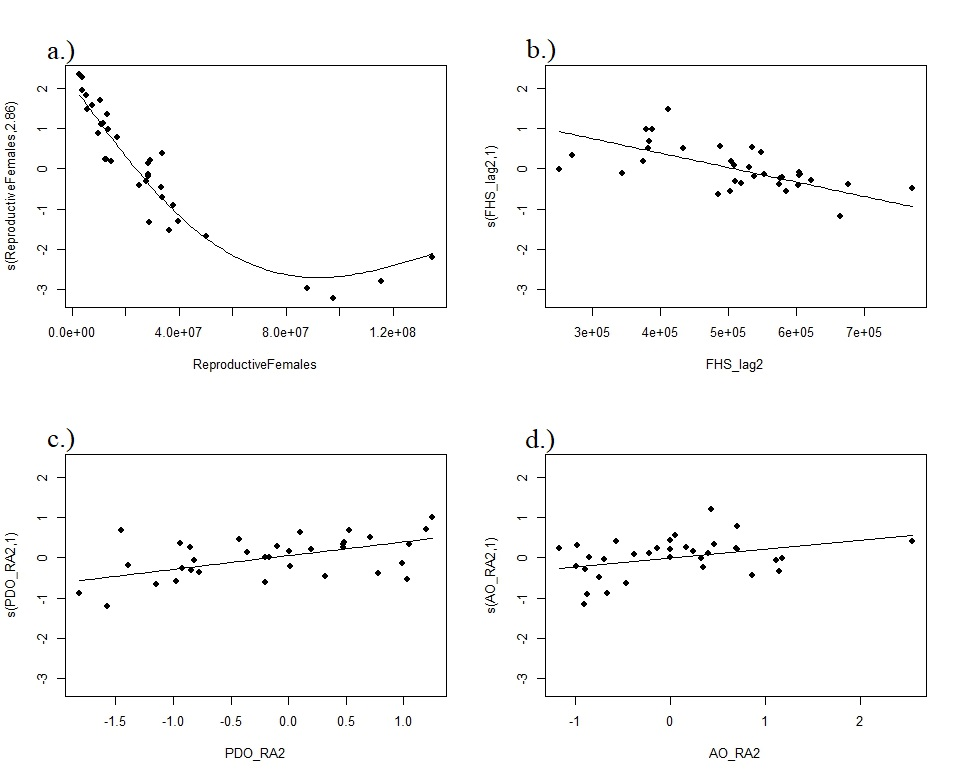 a.)
s(ReproductiveFemales,2.86)
2
1
0
-1
-2
-3
0.0e+00 4.0e+07 8.0e+07 1.2e+08
ReproductiveFemales
b.)
s(FHS_lag2,1)
2
1
0
-1
-2
-3
3e+05 4e+05 5e+05 6e+05 7e+05
FHS_lag2
c.)
s(PDO_RA2,1)
2
1
0
-1
-2
-3
-1.5 -1.0 -0.5 0.0 0.5 1.0
PDO_RA2
d.)
s(AO_RA2,1)
2
1
0
-1
-2
-3
-1 0 1 2
AO_RA2